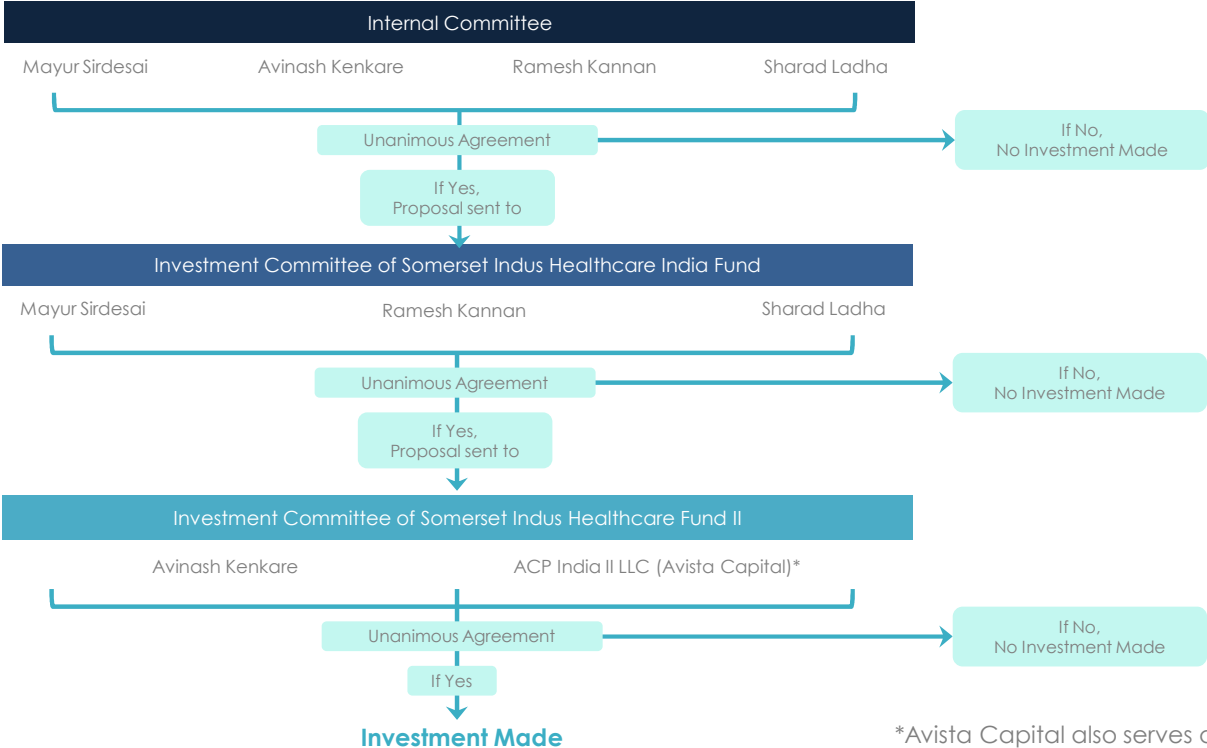 Internal Committee
Mayur Sirdesai Avinash Kenkare Ramesh Kannan Sharad Ladha
Unanimous Agreement
If No,
No Investment Made
If Yes,
Proposal sent to
Investment Committee of Somerset Indus Healthcare India Fund
Mayur Sirdesai Ramesh Kannan Sharad Ladha
Unanimous Agreement
If No,
No Investment Made
If Yes,
Proposal sent to
Investment Committee of Somerset Indus Healthcare Fund II
Avinash Kenkare ACP India II LLC (Avista Capital)*
Unanimous Agreement
If No,
No Investment Made
If Yes
Investment Made
*Avista Capital also serves